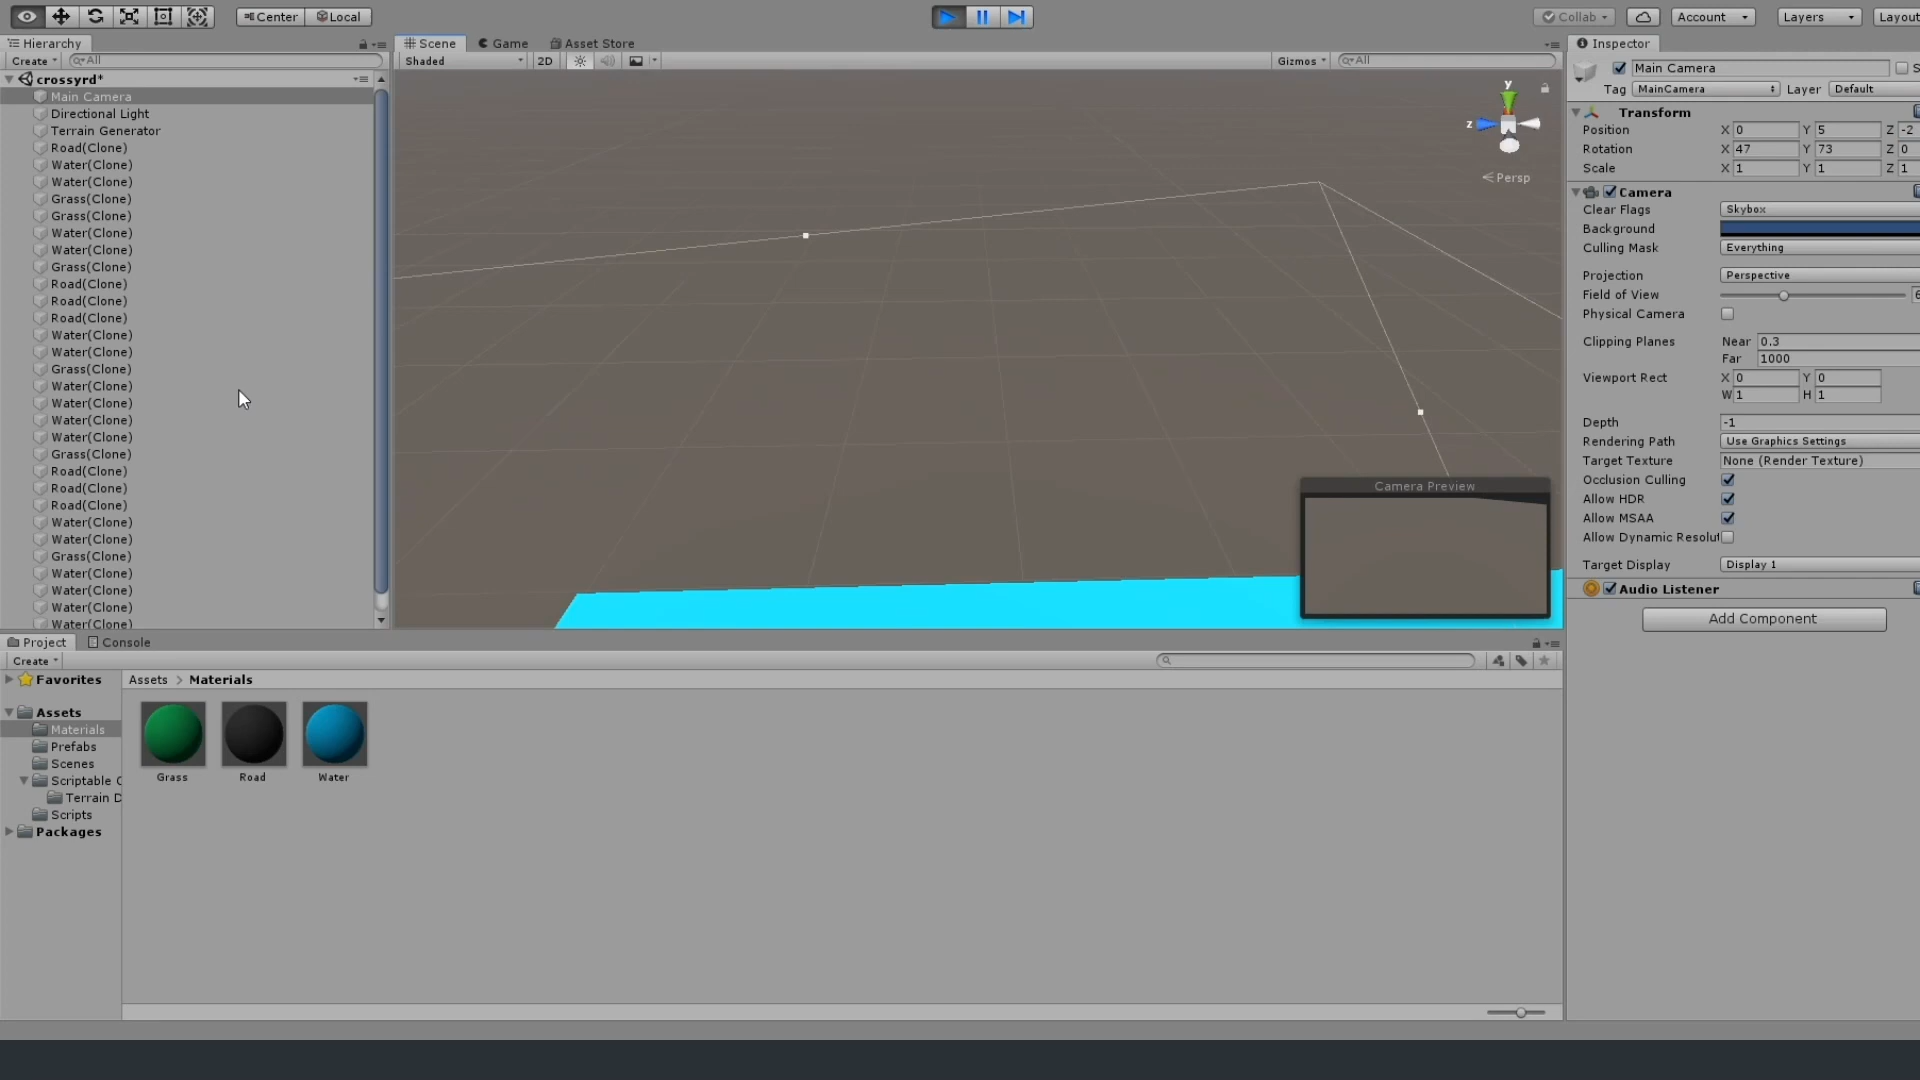 Center Local Collab Account Layers Layout
Hierarchy
Create All
crossyrd*
Main Camera
Directional Light
Terrain Generator
Road(Clone)
Water(Clone)
Water(Clone)
Grass(Clone)
Grass(Clone)
Water(Clone)
Water(Clone)
Grass(Clone)
Road(Clone)
Road(Clone)
Road(Clone)
Water(Clone)
Water(Clone)
Grass(Clone)
Water(Clone)
Water(Clone)
Water(Clone)
Water(Clone)
Grass(Clone)
Road(Clone)
Road(Clone)
Road(Clone)
Water(Clone)
Water(Clone)
Grass(Clone)
Water(Clone)
Water(Clone)
Water(Clone)
Water(Clone)
Scene Game Asset Store
Shaded 2D Gizmos All
y
z
Persp
Camera Preview
Inspector
Main Camera S
Tag MainCamera Layer Default
Transform
Position X 0 Y 5 Z -2
Rotation X 47 Y 73 Z 0
Scale X 1 Y 1 Z 1
Camera
Clear Flags Skybox
Background
Culling Mask Everything
Projection Perspective
Field of View 6
Physical Camera
Clipping Planes Near 0.3
Far 1000
Viewport Rect X 0 Y 0
W 1 H 1
Depth -1
Rendering Path Use Graphics Settings
Target Texture None (Render Texture)
Occlusion Culling
Allow HDR
Allow MSAA
Allow Dynamic Resolut
Target Display Display 1
Audio Listener
Add Component
Project Console
Create
Favorites
Assets
Materials
Prefabs
Scenes
Scriptable O
Terrain D
Scripts
Packages
Assets > Materials
Grass Road Water